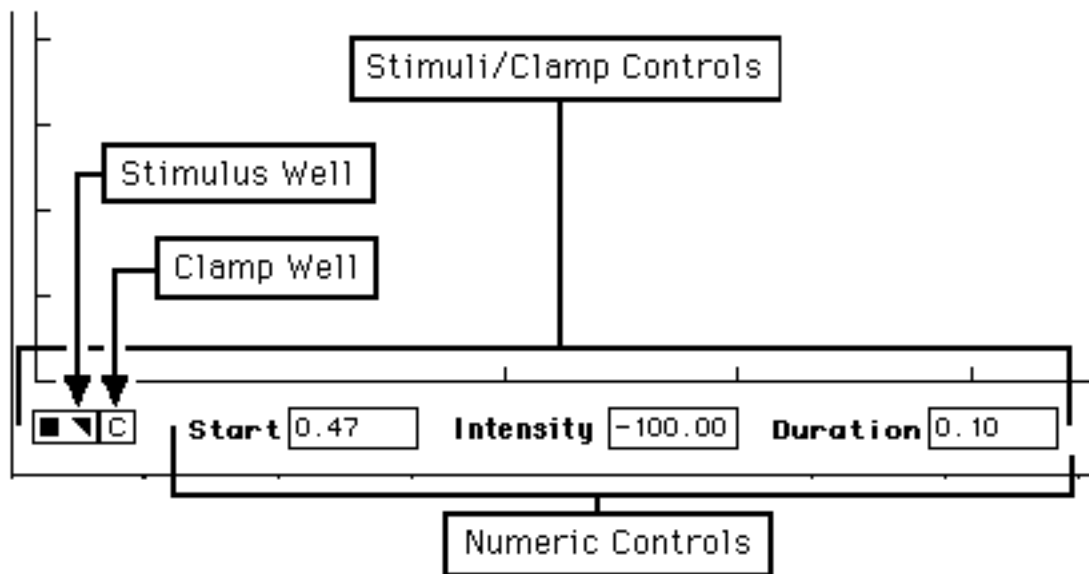 Stimuli/Clamp Controls
Stimulus Well
Clamp Well
C Start 0.47 Intensity -100.00 Duration 0.10
Numeric Controls